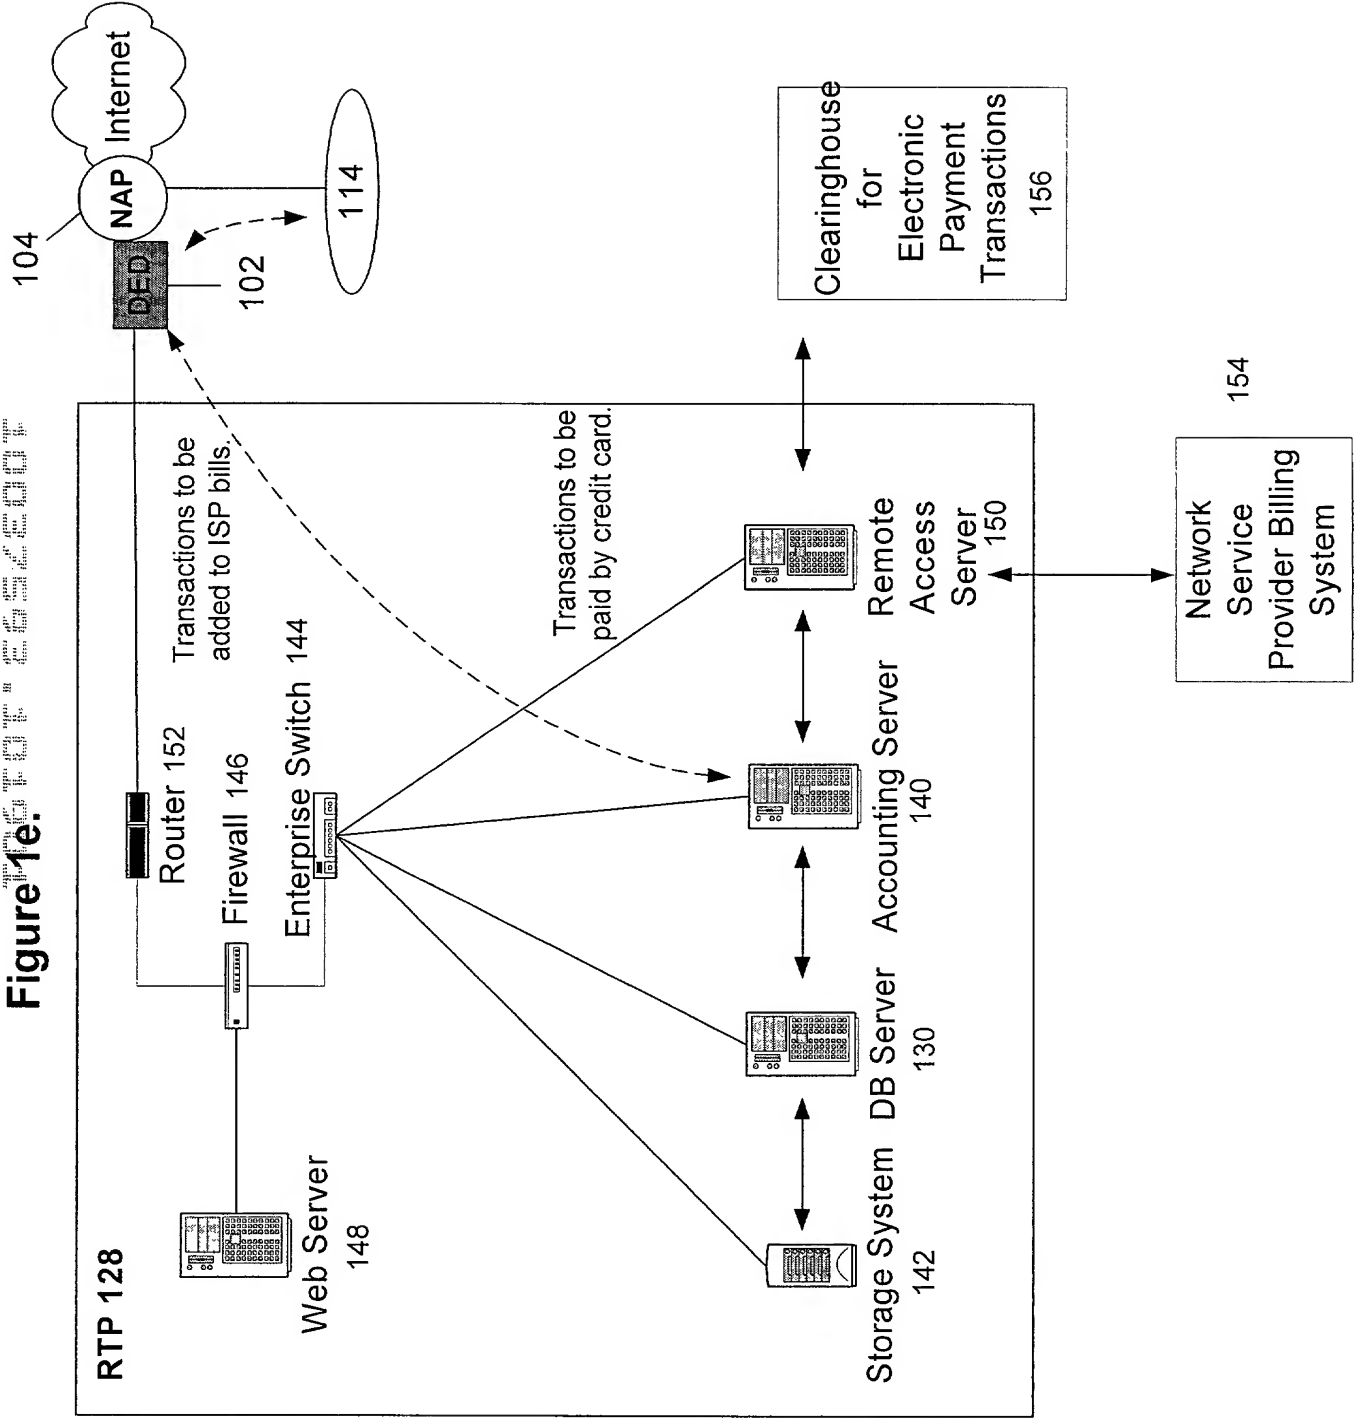 Figure 1e.
RTP 128
Web Server
148
Router 152
Firewall 146
Enterprise Switch 144
Transactions to be
added to ISP bills.
Transactions to be
paid by credit card.
104
DED
NAP
Internet
102
114
Storage System
142
DB Server
130
Accounting Server
140
Remote
Access
Server
150
Clearinghouse
for
Electronic
Payment
Transactions
156
Network
Service
Provider Billing
System
154